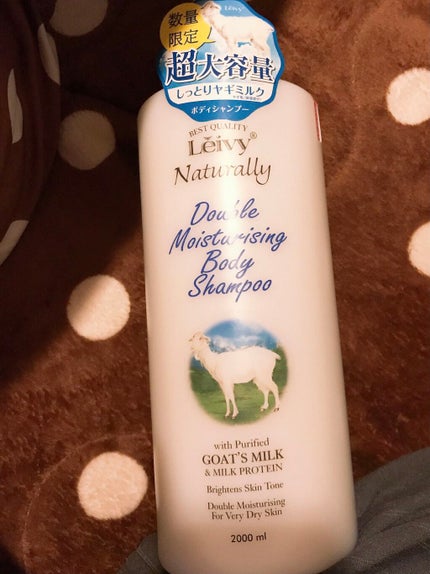 Leivy
数量
限定
超大容量
しっとりヤギミルク
ボディシャンプー
BEST QUALITY
Leivy®
Naturally
Double
Moisturising
Body
Shampoo
with Purified
GOAT'S MILK
& MILK PROTEIN
Brightens Skin Tone
Double Moisturising
For Very Dry Skin
2000 ml